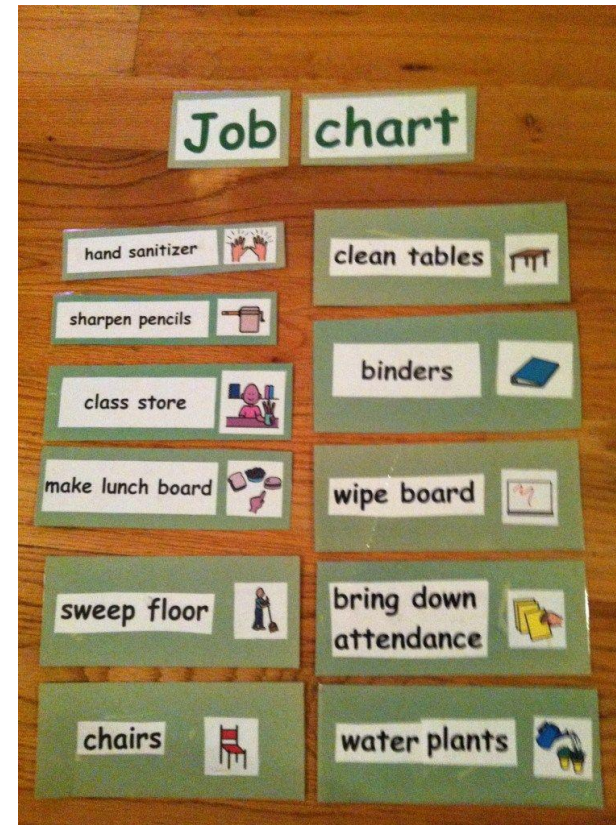 Job chart
hand sanitizer
sharpen pencils
class store
make lunch board
sweep floor
chairs
clean tables
binders
wipe board
bring down
attendance
water plants